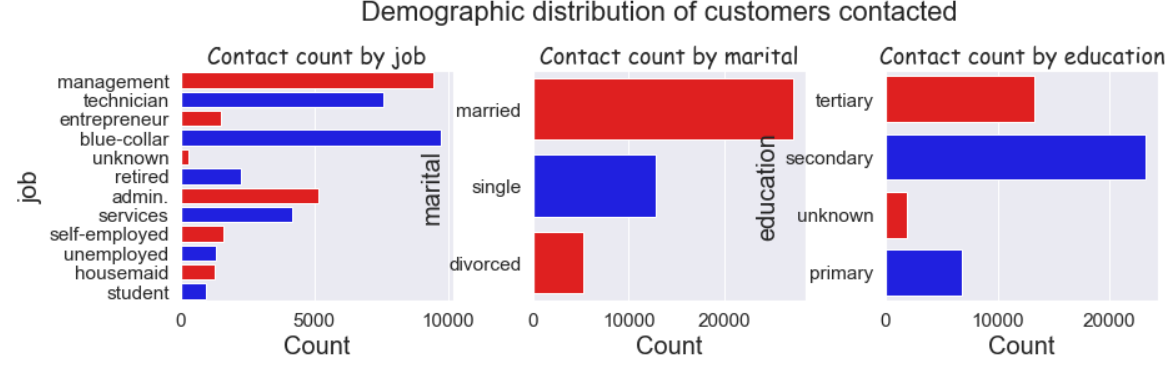 Demographic distribution of customers contacted
Contact count by job
management
technician
entrepreneur
blue-collar
unknown
retired
admin.
services
self-employed
unemployed
housemaid
student
job
0 5000 10000
Count
Contact count by marital
married
single
divorced
marital
0 10000 20000
Count
Contact count by education
tertiary
secondary
unknown
primary
education
0 10000 20000
Count